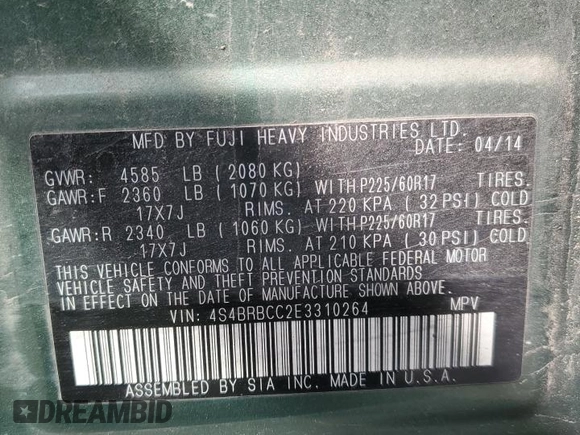 MFD BY FUJI HEAVY INDUSTRIES LTD.
DATE: 04/14
GVWR: 4585 LB (2080 KG)
GAWR:F 2360 LB (1070 KG) WITH P225/60R17 TIRES.
17X7J RIMS. AT 220 KPA (32 PSI) COLD
GAWR:R 2340 LB (1060 KG) WITH P225/60R17 TIRES.
17X7J RIMS. AT 210 KPA (30 PSI) COLD
THIS VEHICLE CONFORMS TO ALL APPLICABLE FEDERAL MOTOR
VEHICLE SAFETY AND THEFT PREVENTION STANDARDS
IN EFFECT ON THE DATE OF MANUFACTURE SHOWN ABOVE.
VIN: 4S4BRBCC2E3310264 MPV
ASSEMBLED BY SIA INC. MADE IN U.S.A.
DREAMBID